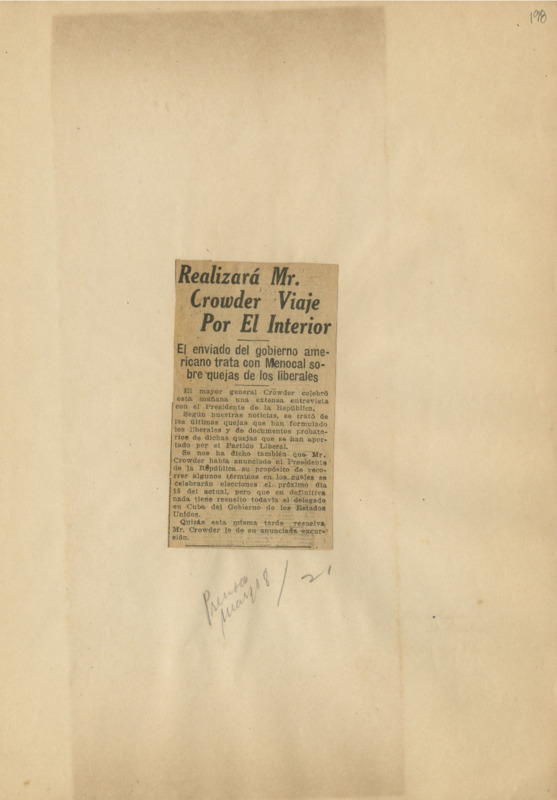 198
Realizará Mr.
Crowder Viaje
Por El Interior
El enviado del gobierno ame-
ricano trata con Menocal so-
bre quejas de los liberales
El mayor general Crowder celebró
esta mañana una extensa entrevista
con el Presidente de la República.
Según nuestras noticias, se trató de
las últimas quejas que han formulado
los liberales y de documentos probato-
rios de dichas quejas que se han apor-
tado por el Partido Liberal.
Se nos ha dicho también que Mr.
Crowder había anunciado al Presidente
de la República su propósito de reco-
rrer algunos términos en los cuales se
celebrarán elecciones el próximo día
15 del actual, pero que en definitiva
nada tiene resuelto todavía el delegado
en Cuba del Gobierno de los Estados
Unidos.
Quizás esta misma tarde resuelva
Mr. Crowder lo de su anunciada excur-
sión.
Prensa
Marzo 8 / 21